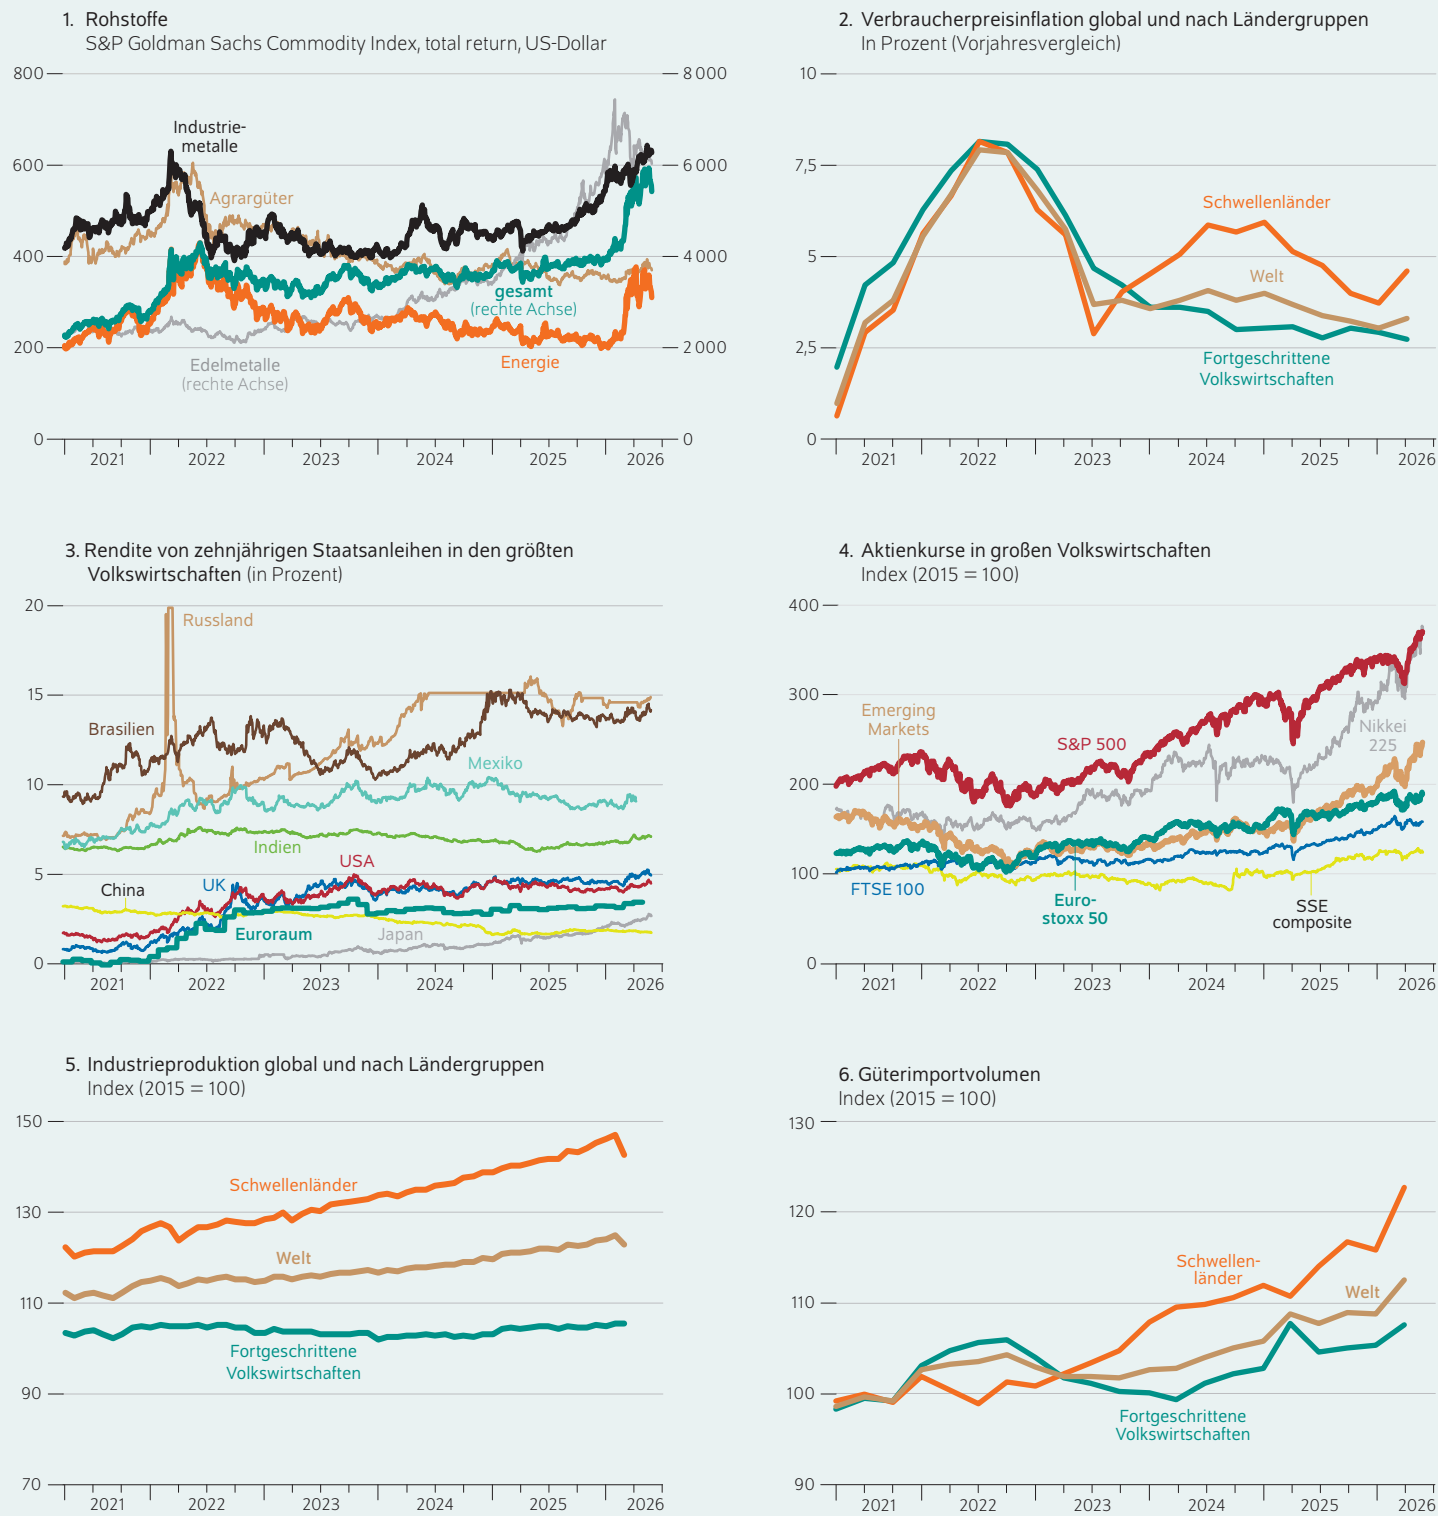 1. Rohstoffe
S&P Goldman Sachs Commodity Index, total return, US-Dollar
800
600
400
200
0
8 000
6 000
4 000
2 000
0
Industrie-
metalle
Agrargüter
gesamt
(rechte Achse)
Edelmetalle
(rechte Achse)
Energie
2021 2022 2023 2024 2025 2026
2. Verbraucherpreisinflation global und nach Ländergruppen
In Prozent (Vorjahresvergleich)
10
7,5
5
2,5
0
Schwellenländer
Welt
Fortgeschrittene
Volkswirtschaften
2021 2022 2023 2024 2025 2026
3. Rendite von zehnjährigen Staatsanleihen in den größten
Volkswirtschaften (in Prozent)
20
15
10
5
0
Russland
Brasilien
Mexiko
Indien
USA
China
UK
Euroraum
Japan
2021 2022 2023 2024 2025 2026
4. Aktienkurse in großen Volkswirtschaften
Index (2015 = 100)
400
300
200
100
0
Emerging
Markets
S&P 500
Nikkei
225
FTSE 100
Euro-
stoxx 50
SSE
composite
2021 2022 2023 2024 2025 2026
5. Industrieproduktion global und nach Ländergruppen
Index (2015 = 100)
150
130
110
90
70
Schwellenländer
Welt
Fortgeschrittene
Volkswirtschaften
2021 2022 2023 2024 2025 2026
6. Güterimportvolumen
Index (2015 = 100)
130
120
110
100
90
Schwellen-
länder
Welt
Fortgeschrittene
Volkswirtschaften
2021 2022 2023 2024 2025 2026